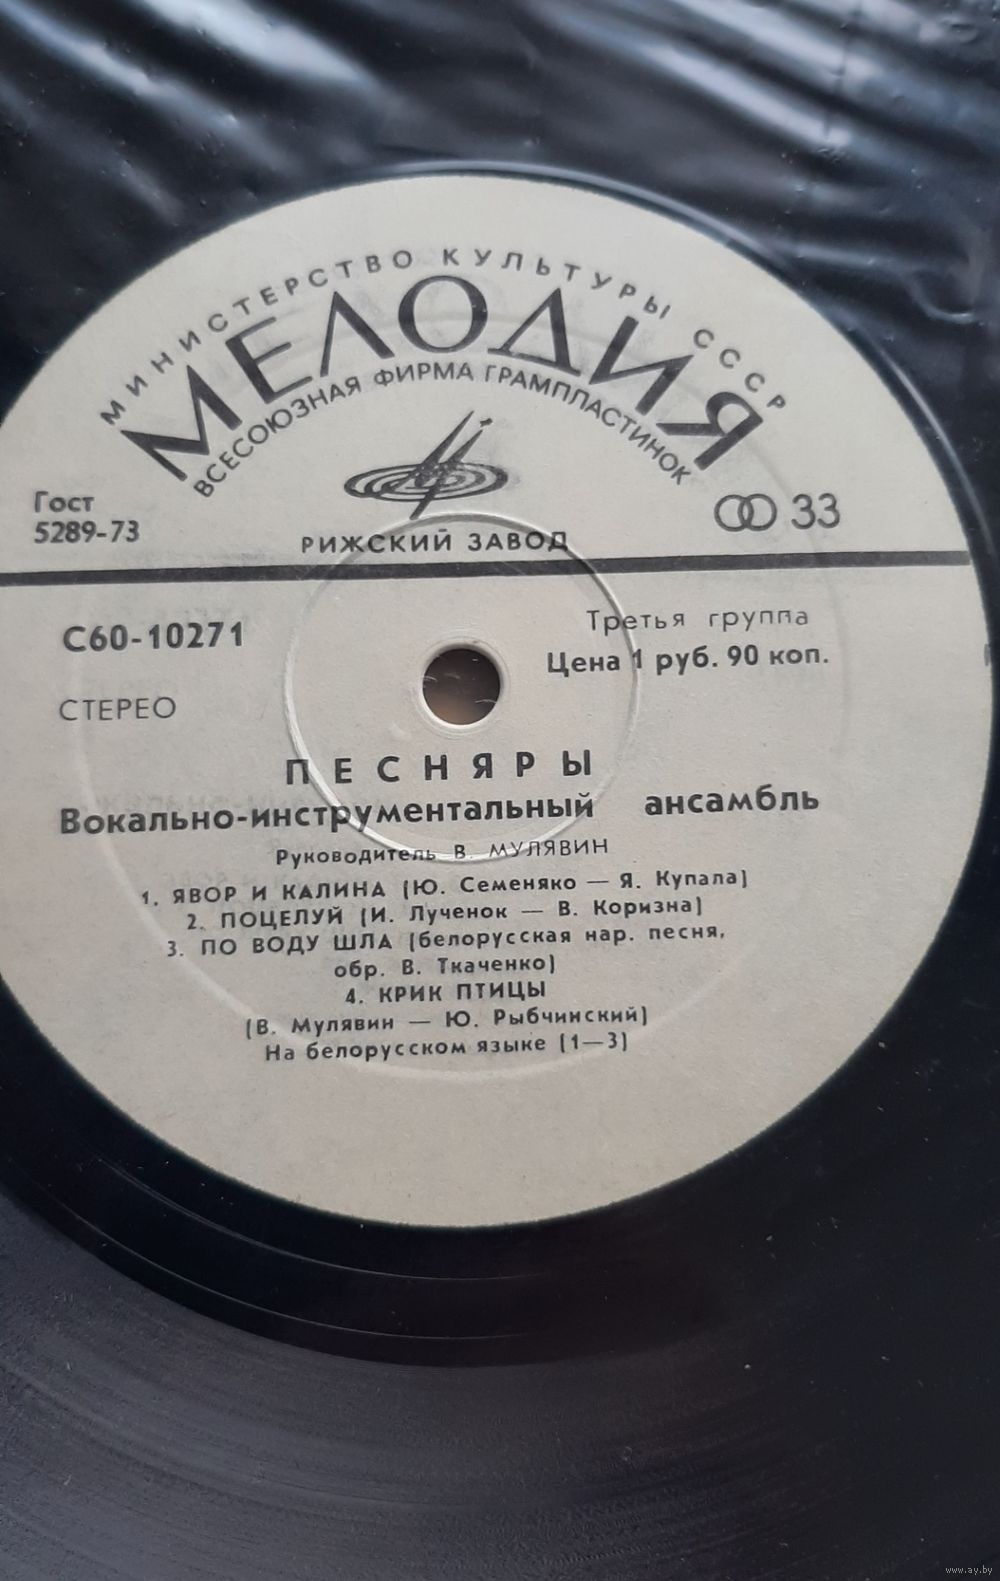 МИНИСТЕРСТВО КУЛЬТУРЫ СССР
МЕЛОДИЯ
ВСЕСОЮЗНАЯ ФИРМА ГРАМПЛАСТИНОК
Гост
5289-73
33
РИЖСКИЙ ЗАВОД
С60-10271
Третья группа
Цена 1 руб. 90 коп.
СТЕРЕО
ПЕСНЯРЫ
Вокально-инструментальный ансамбль
Руководитель В. МУЛЯВИН
1. ЯВОР И КАЛИНА (Ю. Семеняко — Я. Купала)
2. ПОЦЕЛУЙ (И. Лученок — В. Коризна)
3. ПО ВОДУ ШЛА (белорусская нар. песня,
обр. В. Ткаченко)
4. КРИК ПТИЦЫ
(В. Мулявин — Ю. Рыбчинский)
На белорусском языке (1—3)
www.ay.by